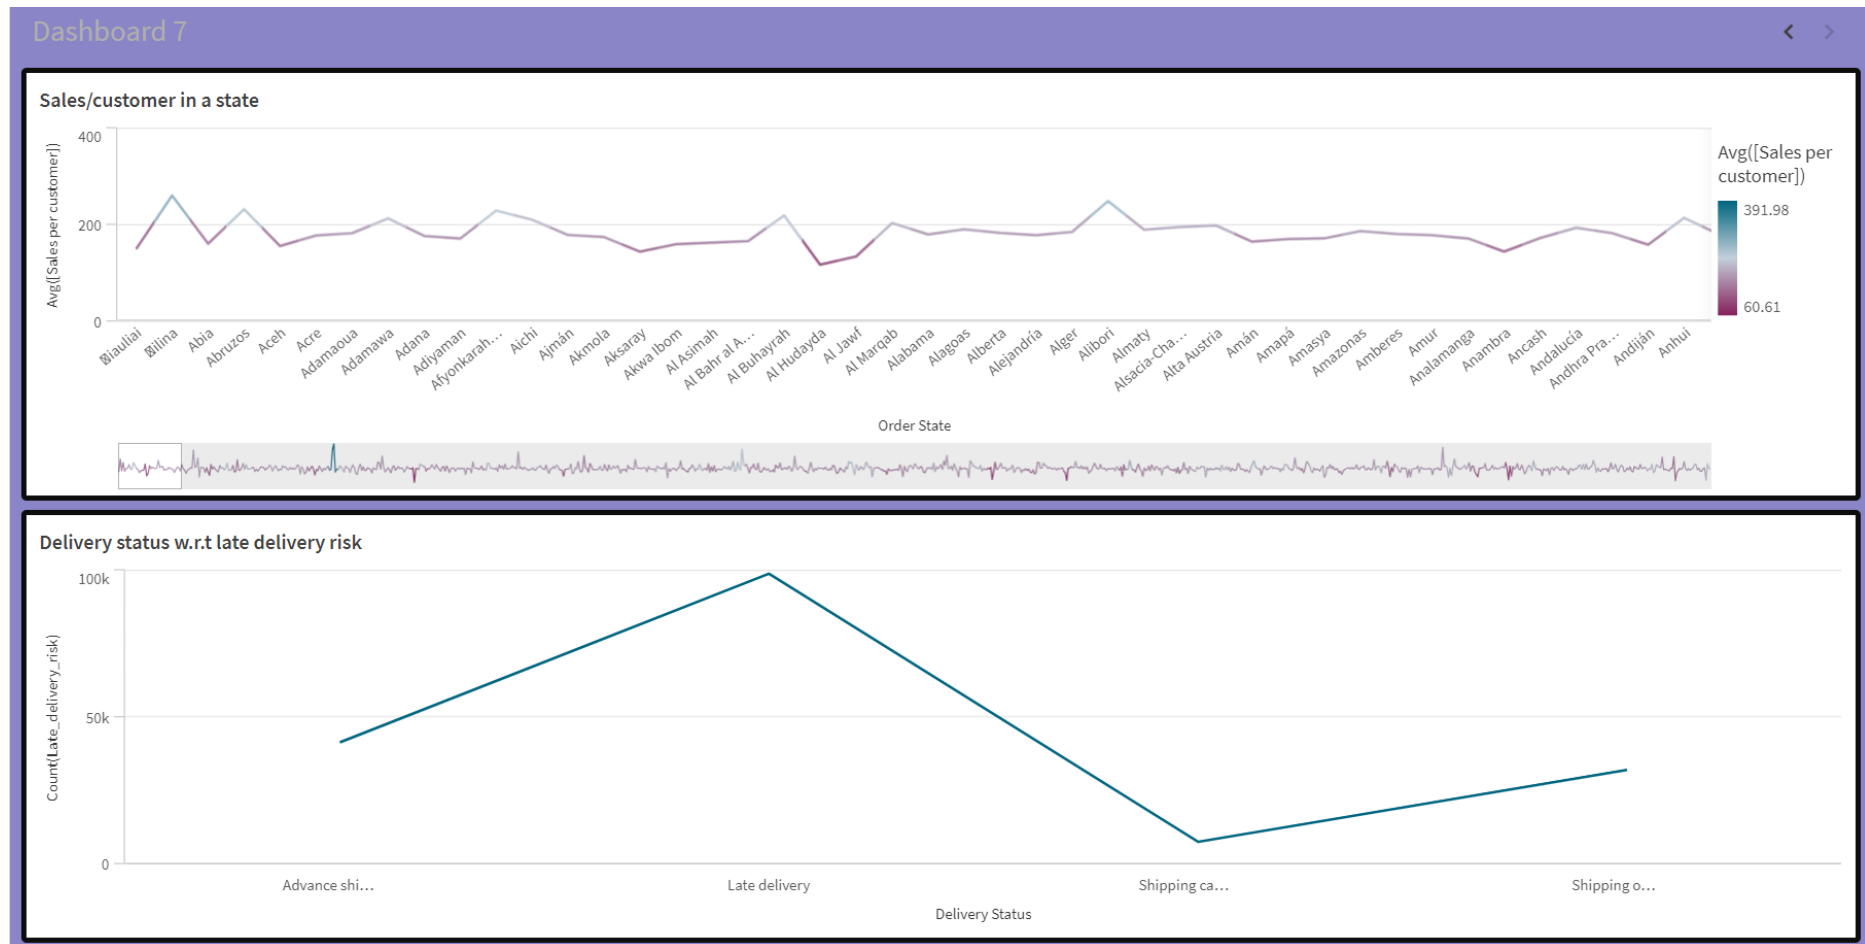 Dashboard 7
Sales/customer in a state
Avg([Sales per customer])
400
200
0
Abia
Abruzos
Aceh
Acre
Adamaoua
Adamawa
Adana
Adiyaman
Afyonkarah...
Aichi
Ajmán
Akmola
Aksaray
Akwa Ibom
Al Asimah
Al Bahr al A...
Al Buhayrah
Al Hudayda
Al Jawf
Al Marqab
Alabama
Alagoas
Alberta
Alejandría
Alger
Alibori
Almaty
Alsacia-Cha...
Alta Austria
Amán
Amapá
Amasya
Amazonas
Amberes
Amur
Analamanga
Anambra
Ancash
Andalucía
Andhra Pra...
Andiján
Anhui
Order State
Avg([Sales per
customer])
391.98
60.61
Delivery status w.r.t late delivery risk
Count(Late_delivery_risk)
100k
50k
0
Advance shi...
Late delivery
Shipping ca...
Shipping o...
Delivery Status